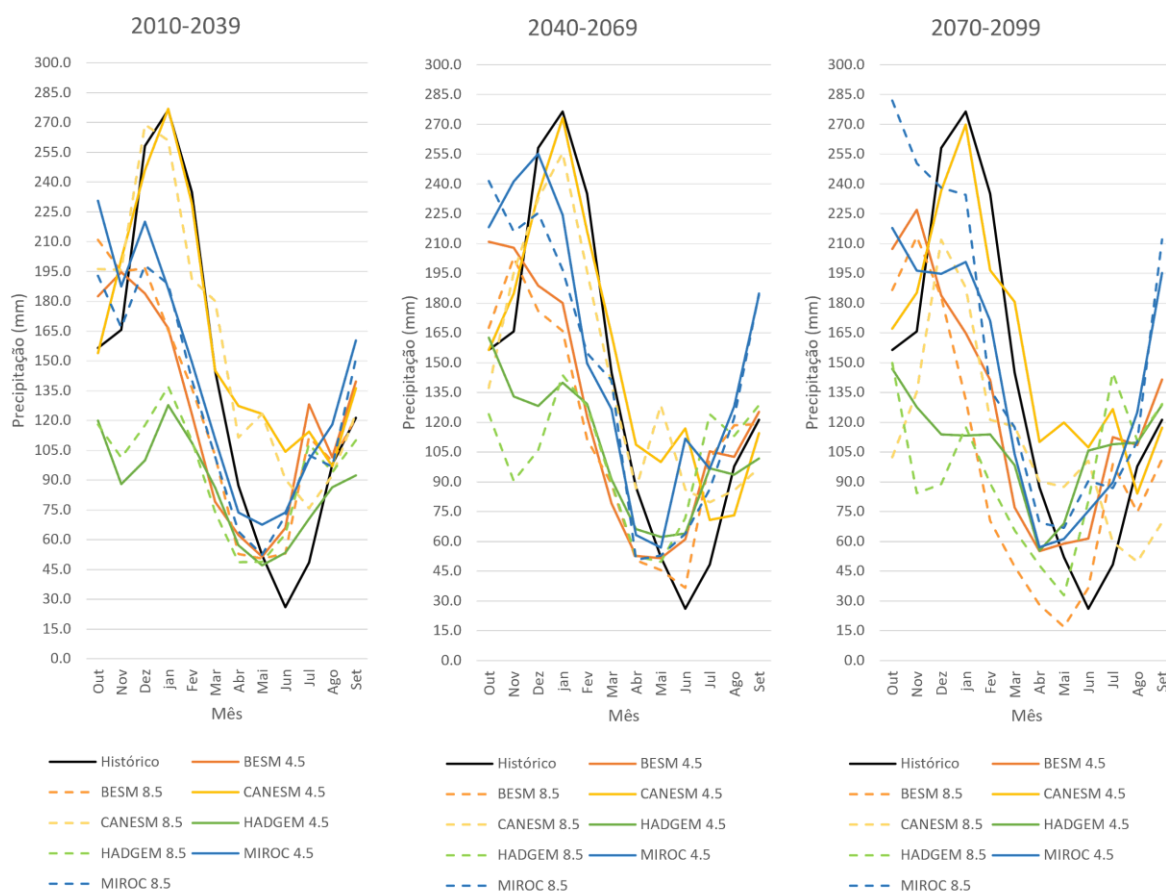 2010-2039
300.0
285.0
270.0
255.0
240.0
225.0
210.0
195.0
180.0
165.0
150.0
135.0
120.0
105.0
90.0
75.0
60.0
45.0
30.0
15.0
0.0
Precipitação (mm)
Out Nov Dez jan Fev Mar Abr Mai Jun Jul Ago Set
Mês
Histórico BESM 4.5
BESM 8.5 CANESM 4.5
CANESM 8.5 HADGEM 4.5
HADGEM 8.5 MIROC 4.5
MIROC 8.5
2040-2069
300.0
285.0
270.0
255.0
240.0
225.0
210.0
195.0
180.0
165.0
150.0
135.0
120.0
105.0
90.0
75.0
60.0
45.0
30.0
15.0
0.0
Precipitação (mm)
Out Nov Dez jan Fev Mar Abr Mai Jun Jul Ago Set
Mês
Histórico BESM 4.5
BESM 8.5 CANESM 4.5
CANESM 8.5 HADGEM 4.5
HADGEM 8.5 MIROC 4.5
MIROC 8.5
2070-2099
300.0
285.0
270.0
255.0
240.0
225.0
210.0
195.0
180.0
165.0
150.0
135.0
120.0
105.0
90.0
75.0
60.0
45.0
30.0
15.0
0.0
Precipitação (mm)
Out Nov Dez jan Fev Mar Abr Mai Jun Jul Ago Set
Mês
Histórico BESM 4.5
BESM 8.5 CANESM 4.5
CANESM 8.5 HADGEM 4.5
HADGEM 8.5 MIROC 4.5
MIROC 8.5